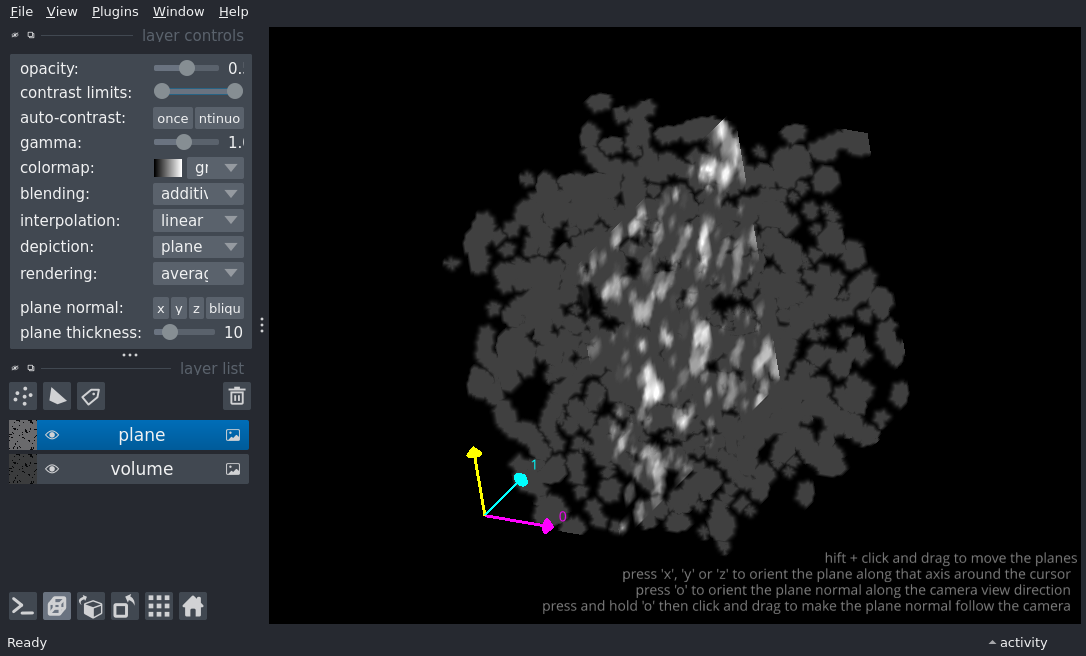 File View Plugins Window Help
layer controls
opacity: 0.
contrast limits:
auto-contrast: once ntinuo
gamma: 1.
colormap: gr
blending: additiv
interpolation: linear
depiction: plane
rendering: averag
plane normal: x y z bliqu
plane thickness: 10
layer list
plane
volume
1
0
hift + click and drag to move the planes
press 'x', 'y' or 'z' to orient the plane along that axis around the cursor
press 'o' to orient the plane normal along the camera view direction
press and hold 'o' then click and drag to make the plane normal follow the camera
Ready activity